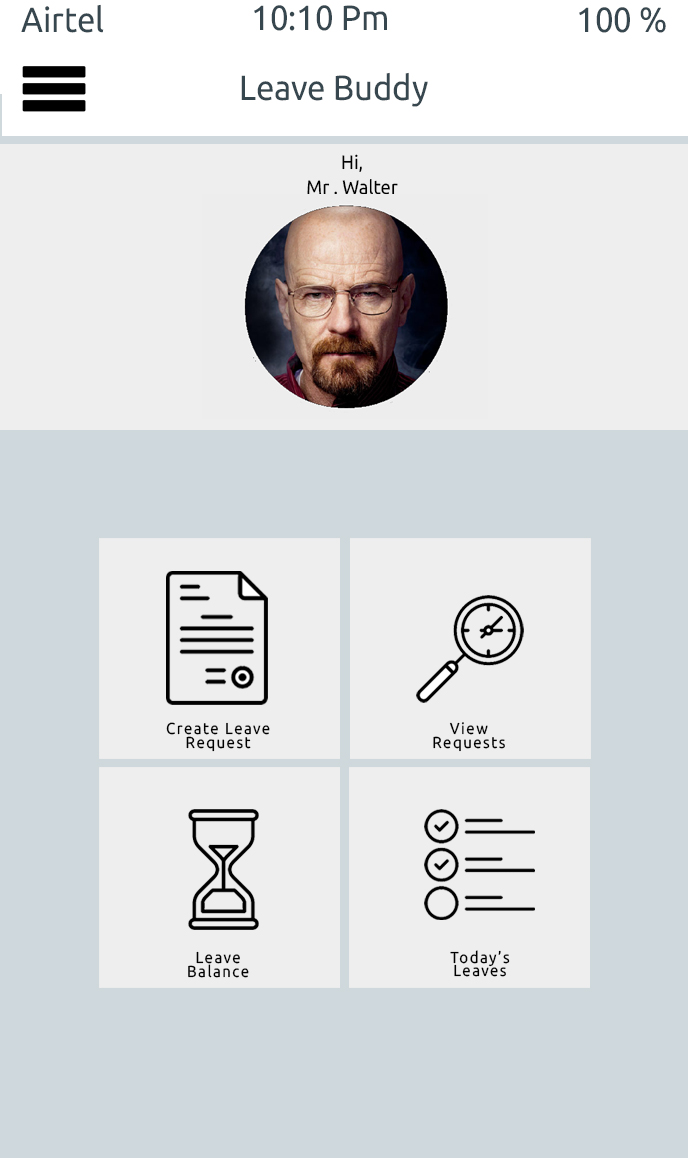 Airtel 10:10 Pm 100 %
Leave Buddy
Hi,
Mr . Walter
Create Leave
Request
View
Requests
Leave
Balance
Today's
Leaves